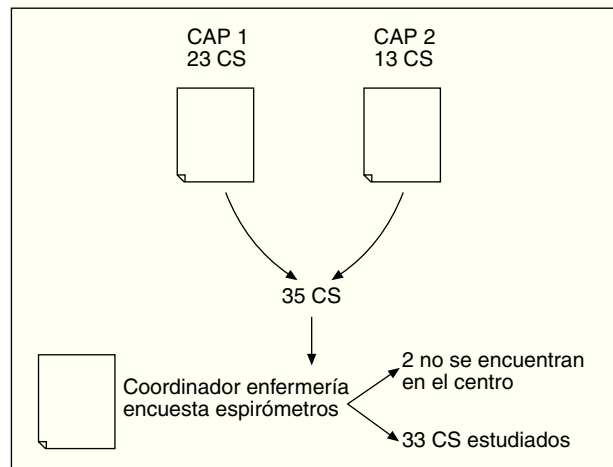 CAP 1
23 CS
CAP 2
13 CS
35 CS
Coordinador enfermería
encuesta espirómetros
2 no se encuentran
en el centro
33 CS estudiados